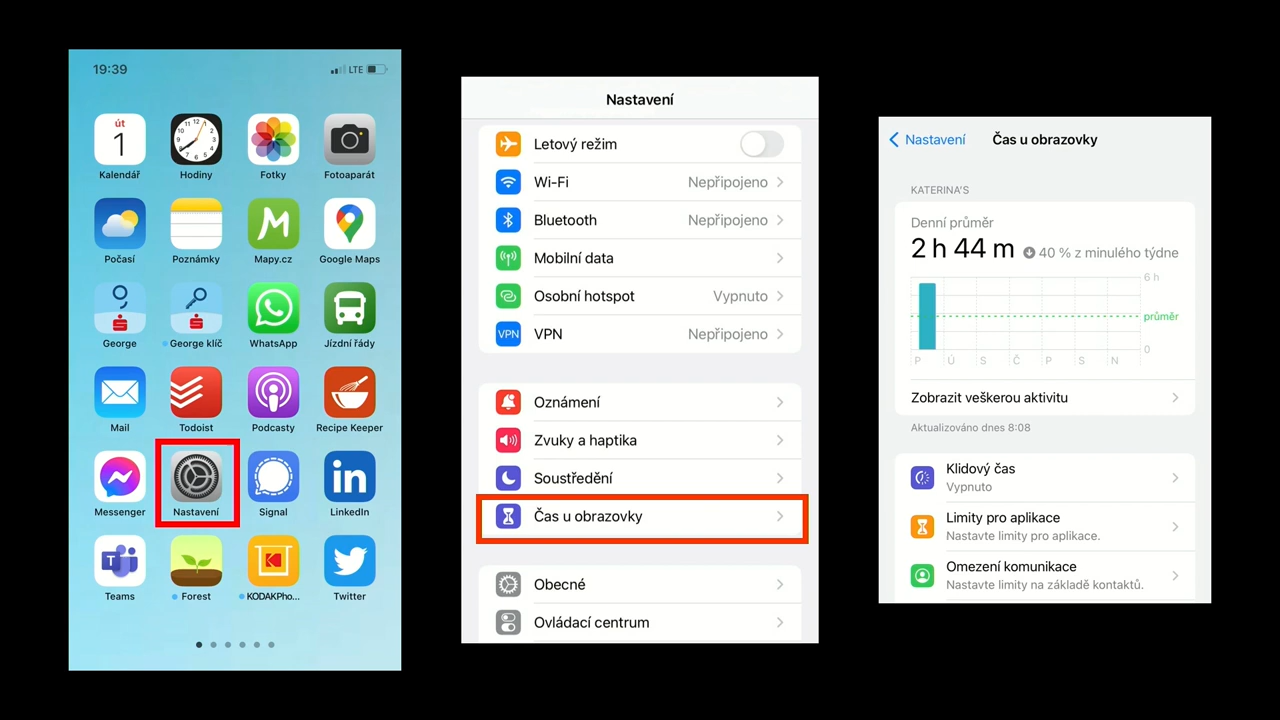 19:39
LTE
út
1
Kalendář
Hodiny
Fotky
Fotoaparát
Počasí
Poznámky
Mapy.cz
Google Maps
George
George klíč
WhatsApp
Jízdní řády
Mail
Todoist
Podcasty
Recipe Keeper
Messenger
Nastavení
Signal
LinkedIn
Teams
Forest
KODAKPho...
Twitter
Nastavení
Letový režim
Wi-Fi Nepřipojeno
Bluetooth Nepřipojeno
Mobilní data
Osobní hotspot Vypnuto
VPN VPN Nepřipojeno
Oznámení
Zvuky a haptika
Soustředění
Čas u obrazovky
Obecné
Ovládací centrum
Nastavení Čas u obrazovky
KATERINA'S
Denní průměr
2 h 44 m 40 % z minulého týdne
6 h
průměr
0
P Ú S Č P S N
Zobrazit veškerou aktivitu
Aktualizováno dnes 8:08
Klidový čas
Vypnuto
Limity pro aplikace
Nastavte limity pro aplikace.
Omezení komunikace
Nastavte limity na základě kontaktů.